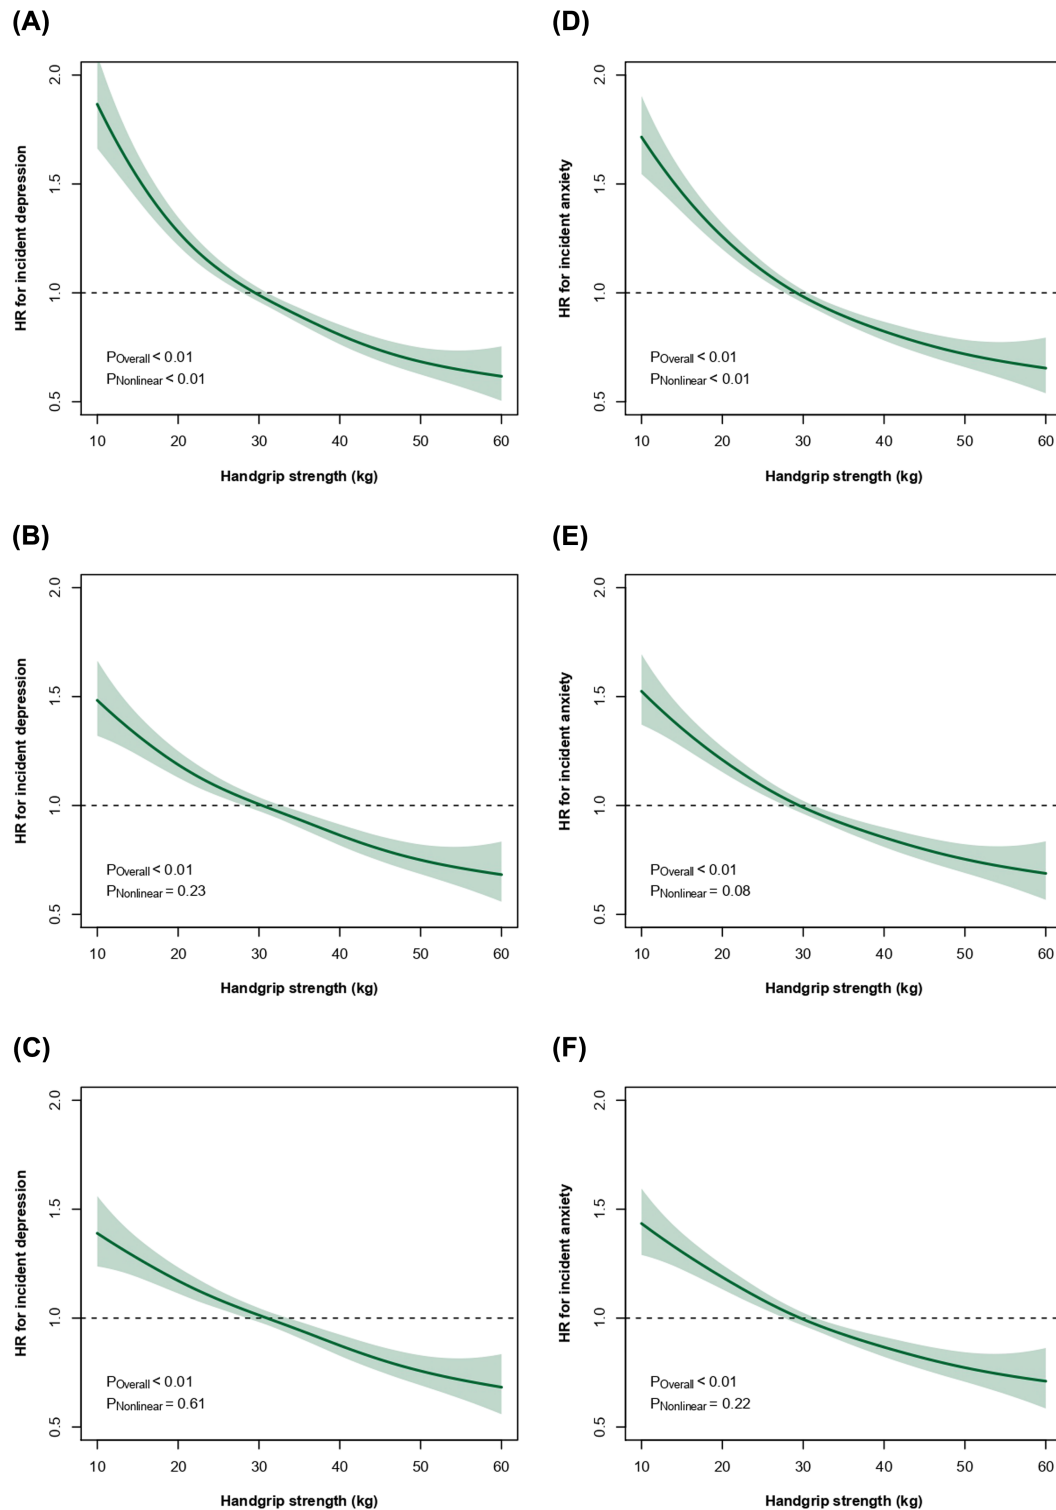 (A)
HR for incident depression
2.0
1.5
1.0
0.5
POverall < 0.01
PNonlinear < 0.01
10 20 30 40 50 60
Handgrip strength (kg)
(D)
HR for incident anxiety
2.0
1.5
1.0
0.5
POverall < 0.01
PNonlinear < 0.01
10 20 30 40 50 60
Handgrip strength (kg)
(B)
HR for incident depression
2.0
1.5
1.0
0.5
POverall < 0.01
PNonlinear = 0.23
10 20 30 40 50 60
Handgrip strength (kg)
(E)
HR for incident anxiety
2.0
1.5
1.0
0.5
POverall < 0.01
PNonlinear = 0.08
10 20 30 40 50 60
Handgrip strength (kg)
(C)
HR for incident depression
2.0
1.5
1.0
0.5
POverall < 0.01
PNonlinear = 0.61
10 20 30 40 50 60
Handgrip strength (kg)
(F)
HR for incident anxiety
2.0
1.5
1.0
0.5
POverall < 0.01
PNonlinear = 0.22
10 20 30 40 50 60
Handgrip strength (kg)